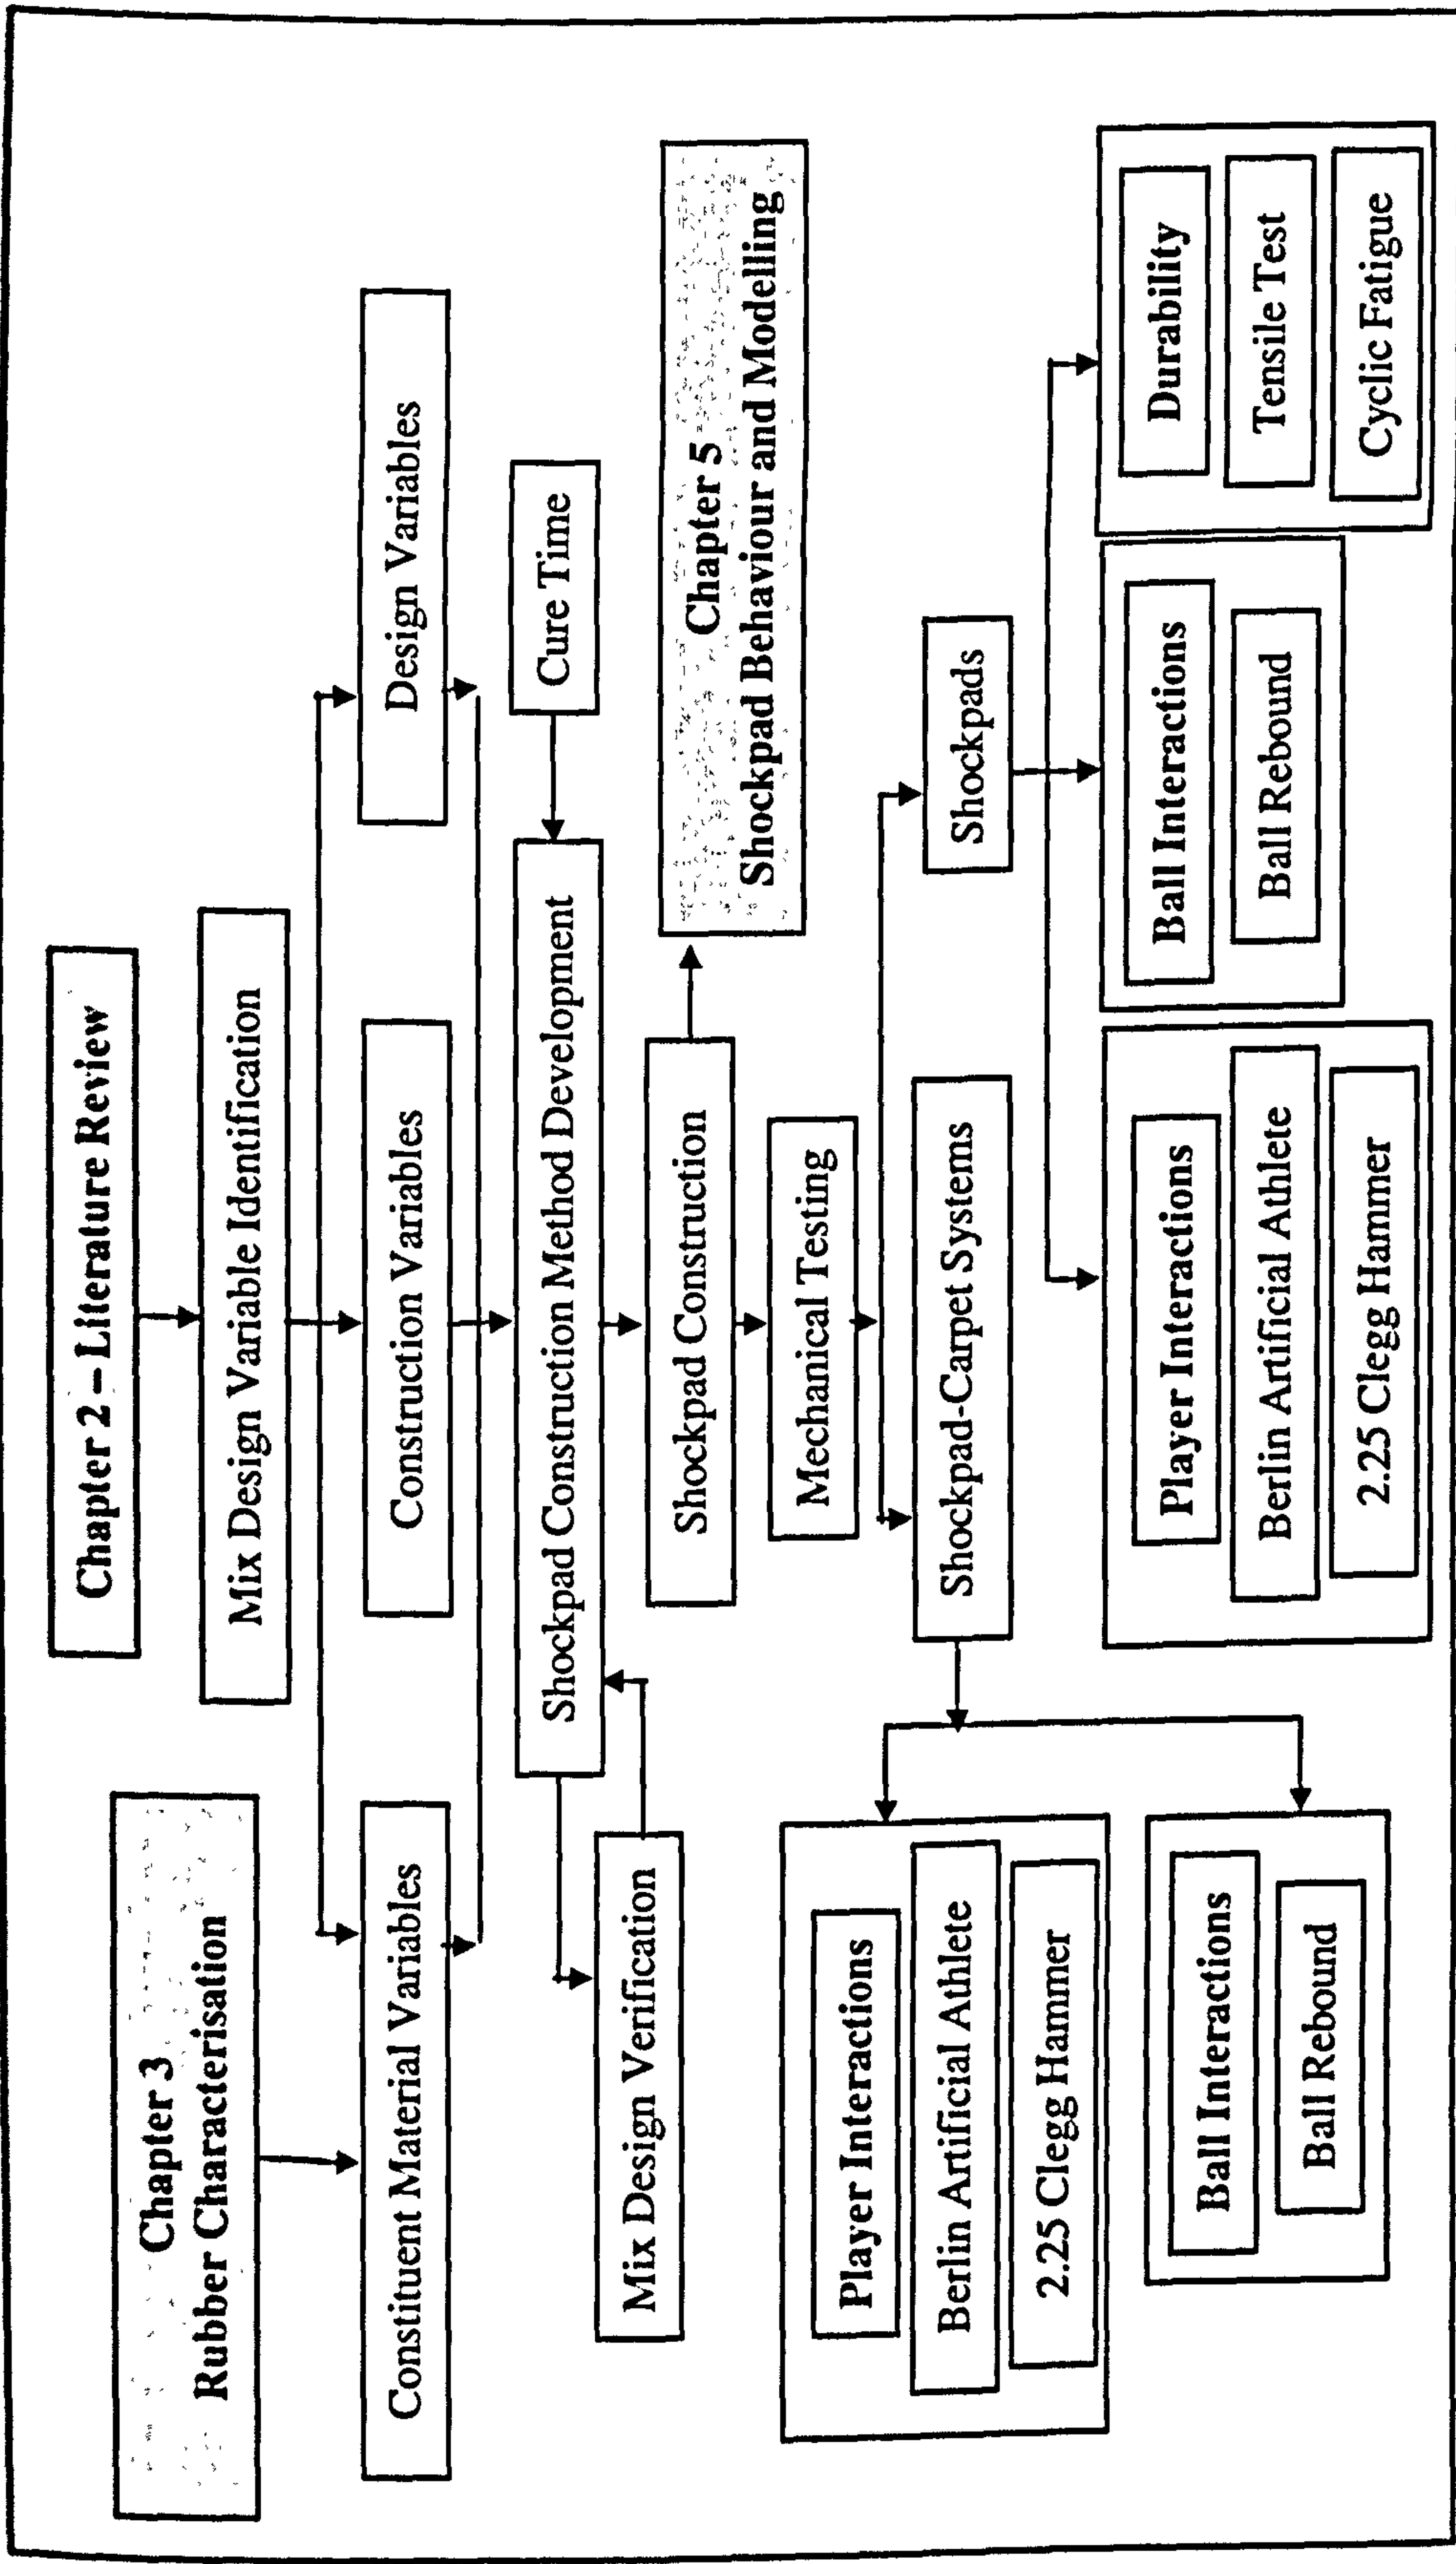 Chapter 2 – Literature Review
Chapter 3
Rubber Characterisation
Mix Design Variable Identification
Constituent Material Variables
Construction Variables
Design Variables
Shockpad Construction Method Development
Cure Time
Mix Design Verification
Shockpad Construction
Chapter 5
Shockpad Behaviour and Modelling
Mechanical Testing
Shockpad-Carpet Systems
Shockpads
Player Interactions
Berlin Artificial Athlete
2.25 Clegg Hammer
Ball Interactions
Ball Rebound
Player Interactions
Berlin Artificial Athlete
2.25 Clegg Hammer
Ball Interactions
Ball Rebound
Durability
Tensile Test
Cyclic Fatigue